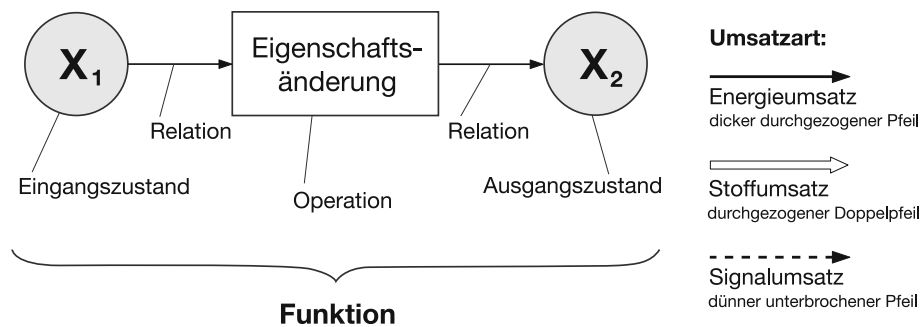 X1
Eigenschafts-
änderung
X2
Relation
Relation
Eingangszustand
Operation
Ausgangszustand
Funktion
Umsatzart:
Energieumsatz
dicker durchgezogener Pfeil
Stoffumsatz
durchgezogener Doppelpfeil
Signalumsatz
dünner unterbrochener Pfeil